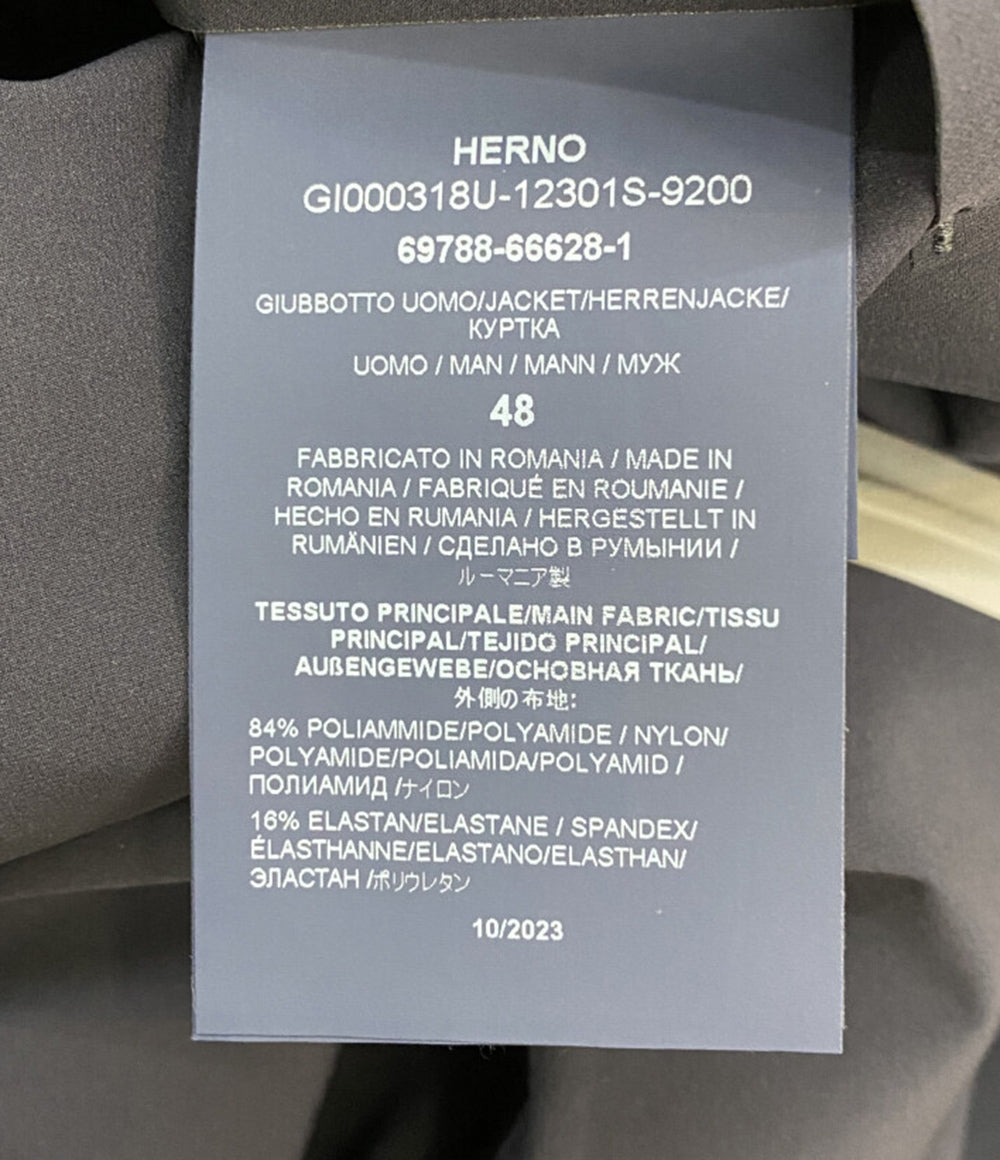 HERNO
GI000318U-12301S-9200
69788-66628-1
GIUBBOTTO UOMO/JACKET/HERRENJACKE/
КУРТКА
UOMO / MAN / MANN / МУЖ
48
FABBRICATO IN ROMANIA / MADE IN
ROMANIA / FABRIQUÉ EN ROUMANIE /
HECHO EN RUMANIA / HERGESTELLT IN
RUMÄNIEN / СДЕЛАНО В РУМЫНИИ /
ルーマニア製
TESSUTO PRINCIPALE/MAIN FABRIC/TISSU
PRINCIPAL/TEJIDO PRINCIPAL/
AUßENGEWEBE/ОСНОВНАЯ ТКАНЬ/
外側の布地:
84% POLIAMMIDE/POLYAMIDE / NYLON/
POLYAMIDE/POLIAMIDA/POLYAMID /
ПОЛИАМИД /ナイロン
16% ELASTAN/ELASTANE / SPANDEX/
ÉLASTHANNE/ELASTANO/ELASTHAN/
ЭЛАСТАН /ポリウレタン
10/2023